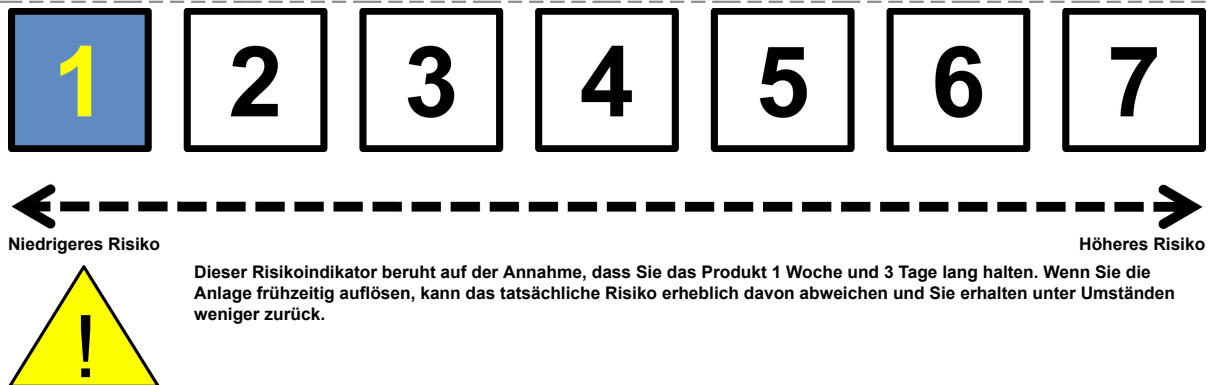 1 2 3 4 5 6 7
Niedrigeres Risiko Höheres Risiko
Dieser Risikoindikator beruht auf der Annahme, dass Sie das Produkt 1 Woche und 3 Tage lang halten. Wenn Sie die
Anlage frühzeitig auflösen, kann das tatsächliche Risiko erheblich davon abweichen und Sie erhalten unter Umständen
weniger zurück.
!